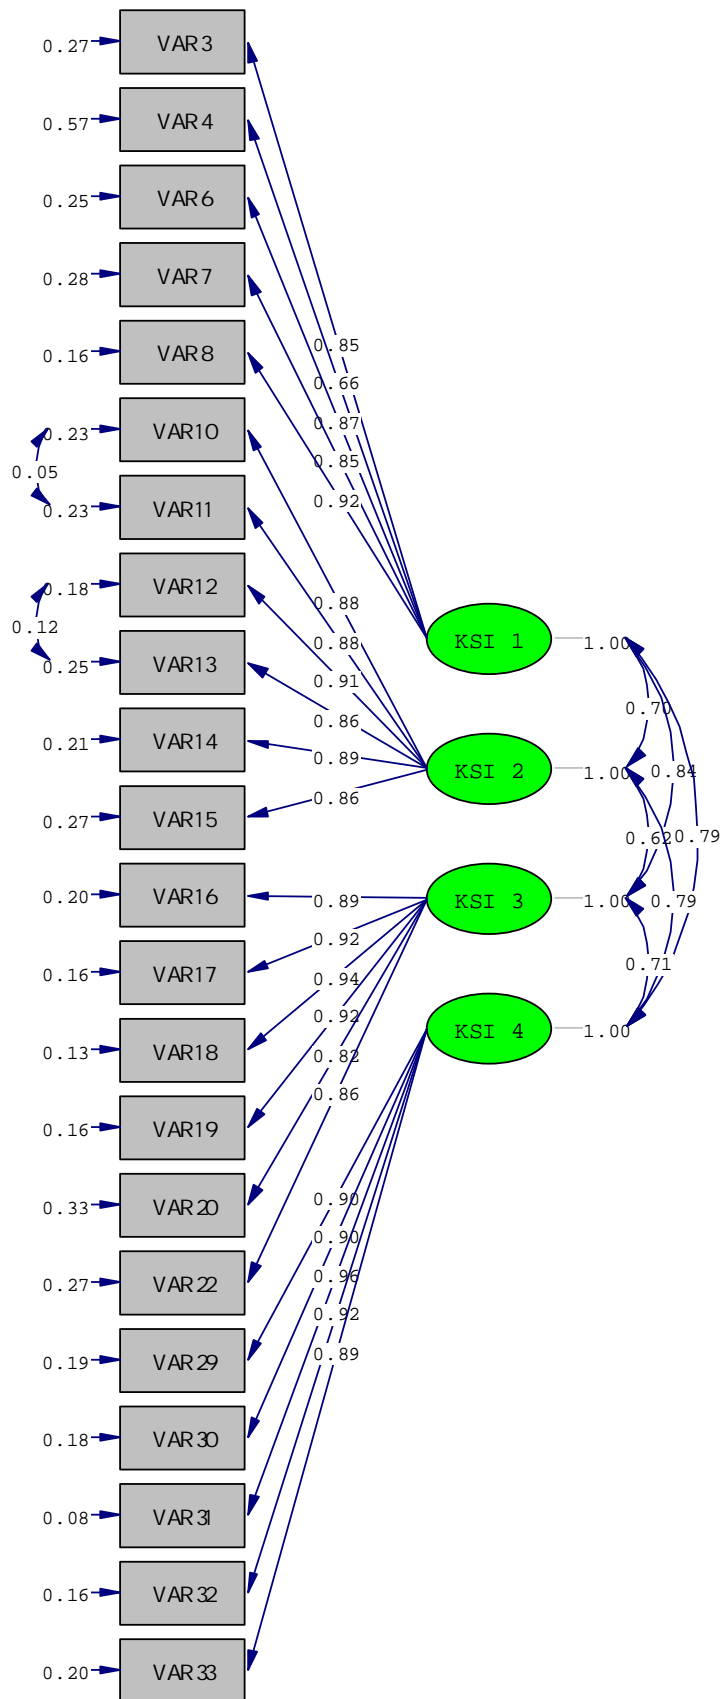 0.27 VAR3
0.57 VAR4
0.25 VAR6
0.28 VAR7
0.16 VAR8
0.85
0.66
0.87
0.85
0.92
0.23 VAR10
0.05
0.23 VAR11
0.18 VAR12
0.12
0.25 VAR13
0.21 VAR14
0.27 VAR15
0.88
0.88
0.91
0.86
0.89
0.86
KSI 1 1.00
0.70
KSI 2 1.00
0.84
0.62 0.79
KSI 3 1.00
0.79
0.71
KSI 4 1.00
0.20 VAR16
0.16 VAR17
0.13 VAR18
0.16 VAR19
0.33 VAR20
0.27 VAR22
0.89
0.92
0.94
0.92
0.82
0.86
0.19 VAR29
0.18 VAR30
0.08 VAR31
0.16 VAR32
0.20 VAR33
0.90
0.90
0.96
0.92
0.89